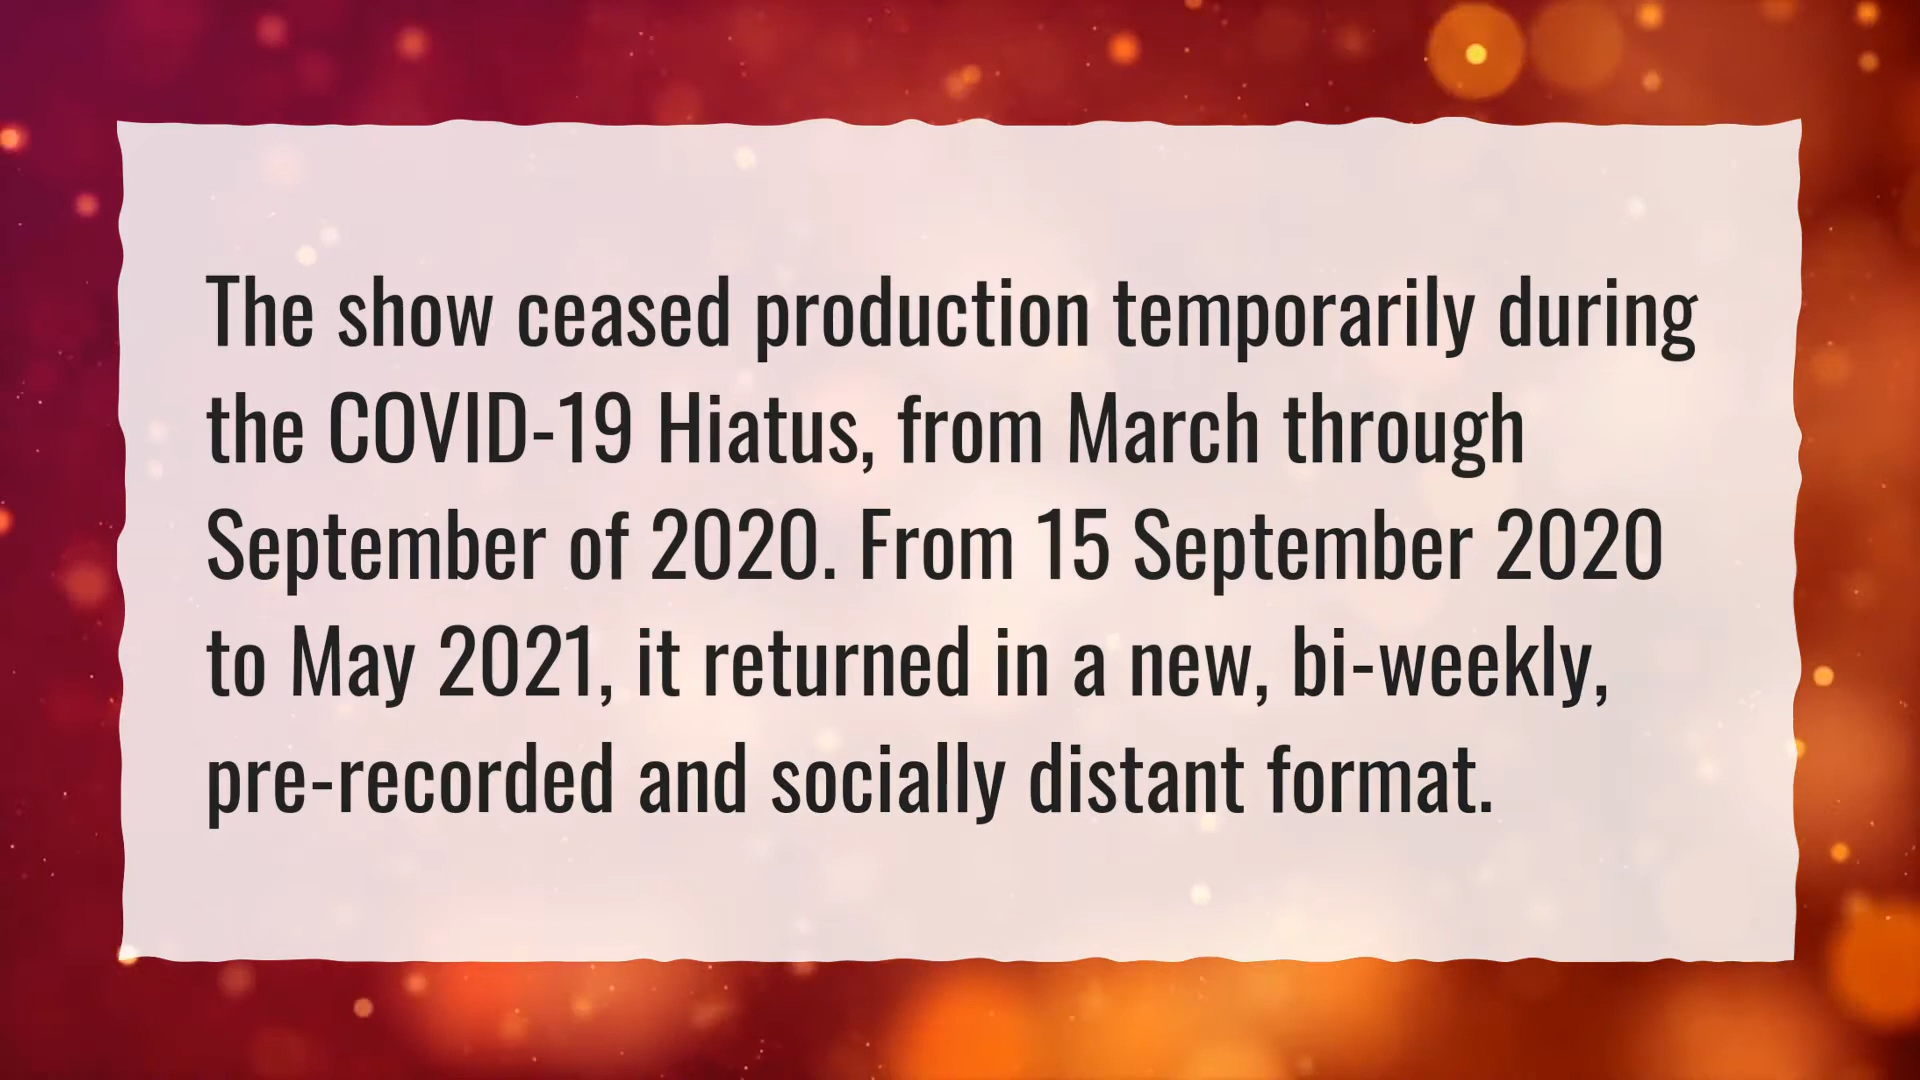 The show ceased production temporarily during
the COVID-19 Hiatus, from March through
September of 2020. From 15 September 2020
to May 2021, it returned in a new, bi-weekly,
pre-recorded and socially distant format.